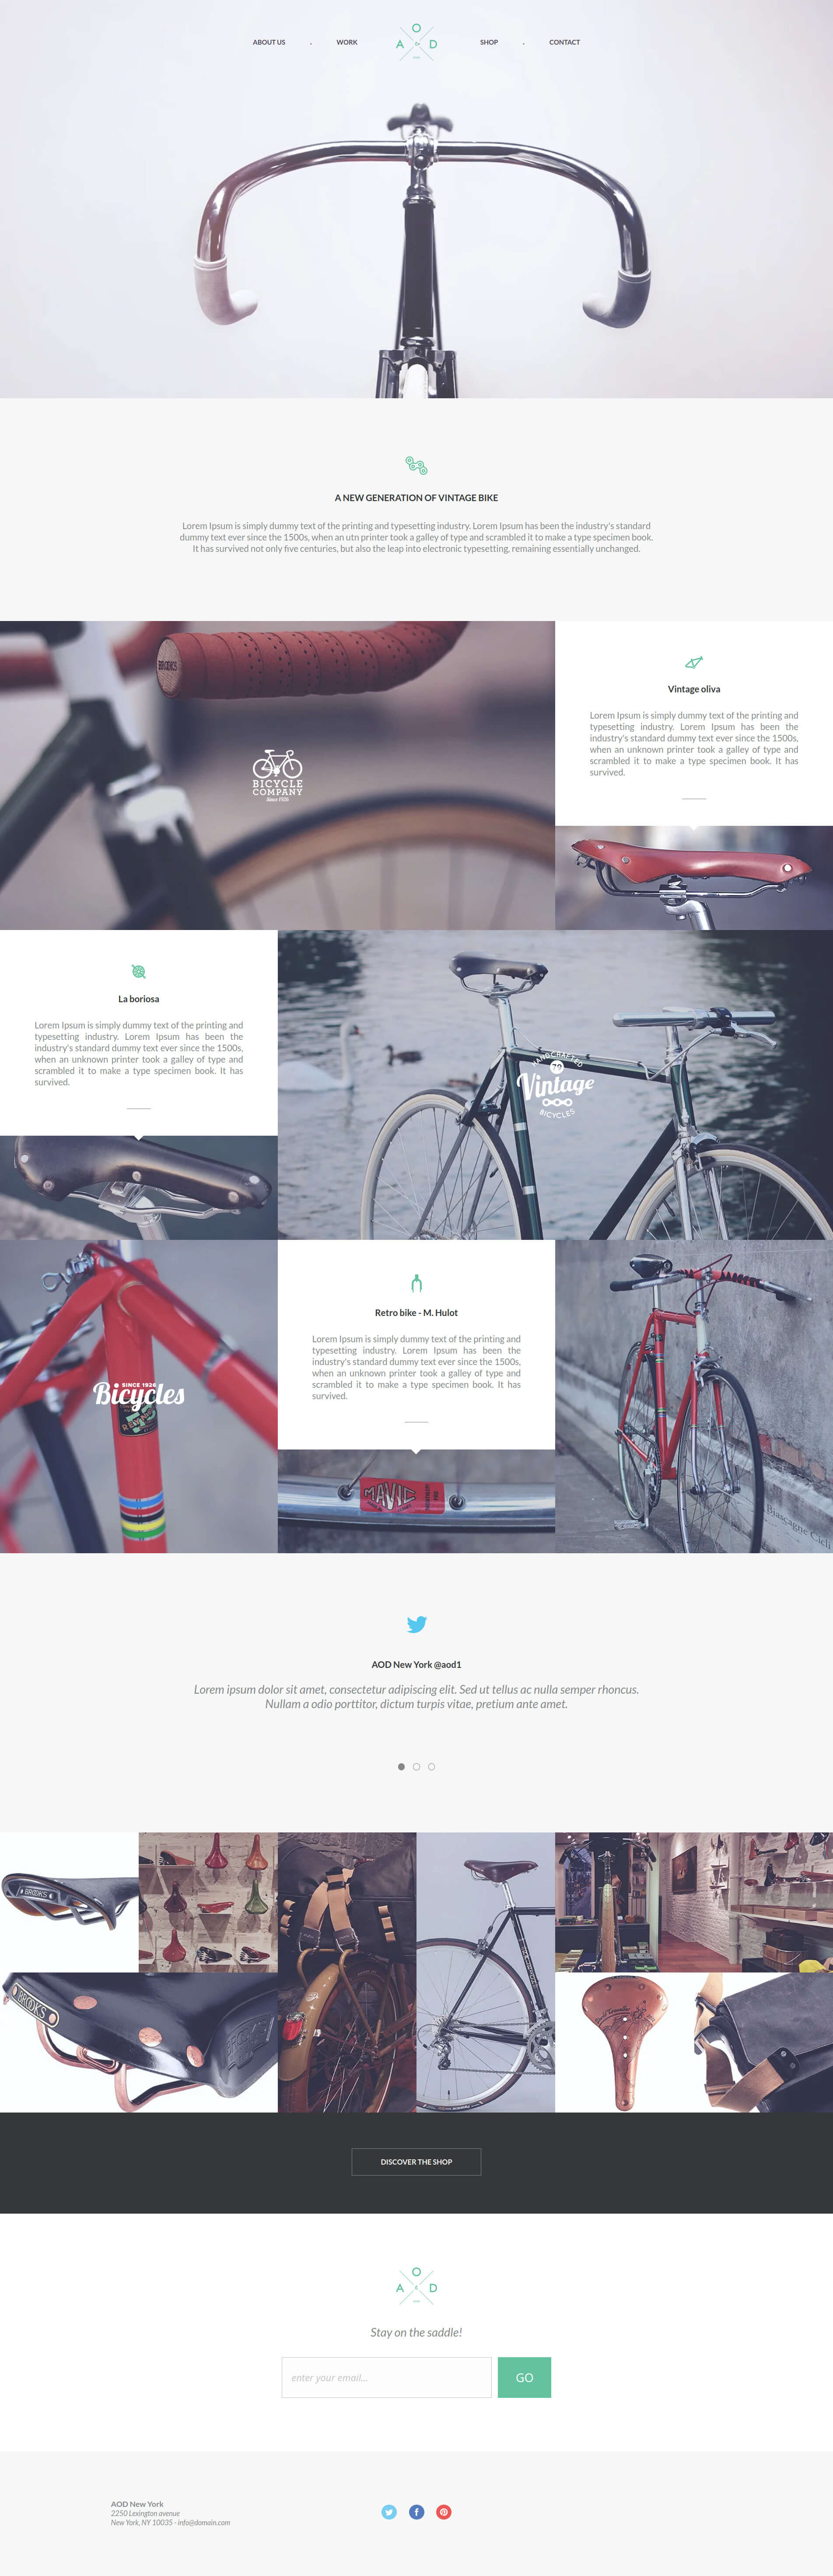 ABOUT US - WORK
O
A D
SHOP - CONTACT
A NEW GENERATION OF VINTAGE BIKE
Lorem Ipsum is simply dummy text of the printing and typesetting industry. Lorem Ipsum has been the industry's standard
dummy text ever since the 1500s, when an utn printer took a galley of type and scrambled it to make a type specimen book.
It has survived not only five centuries, but also the leap into electronic typesetting, remaining essentially unchanged.
BROOKS
BICYCLE
COMPANY
Since 1926
Vintage oliva
Lorem Ipsum is simply dummy text of the printing and
typesetting industry. Lorem Ipsum has been the
industry's standard dummy text ever since the 1500s,
when an unknown printer took a galley of type and
scrambled it to make a type specimen book. It has
survived.
La boriosa
Lorem Ipsum is simply dummy text of the printing and
typesetting industry. Lorem Ipsum has been the
industry's standard dummy text ever since the 1500s,
when an unknown printer took a galley of type and
scrambled it to make a type specimen book. It has
survived.
HANDCRAFTED
79
Vintage
BICYCLES
SINCE 1926
Bicycles
Retro bike - M. Hulot
Lorem Ipsum is simply dummy text of the printing and
typesetting industry. Lorem Ipsum has been the
industry's standard dummy text ever since the 1500s,
when an unknown printer took a galley of type and
scrambled it to make a type specimen book. It has
survived.
MAVIC
Biascagne Cicli
AOD New York @aod1
Lorem ipsum dolor sit amet, consectetur adipiscing elit. Sed ut tellus ac nulla semper rhoncus.
Nullam a odio porttitor, dictum turpis vitae, pretium ante amet.
BROOKS
BROOKS
DISCOVER THE SHOP
O
A D
Stay on the saddle!
enter your email...
GO
AOD New York
2250 Lexington avenue
New York, NY 10035 - info@domain.com